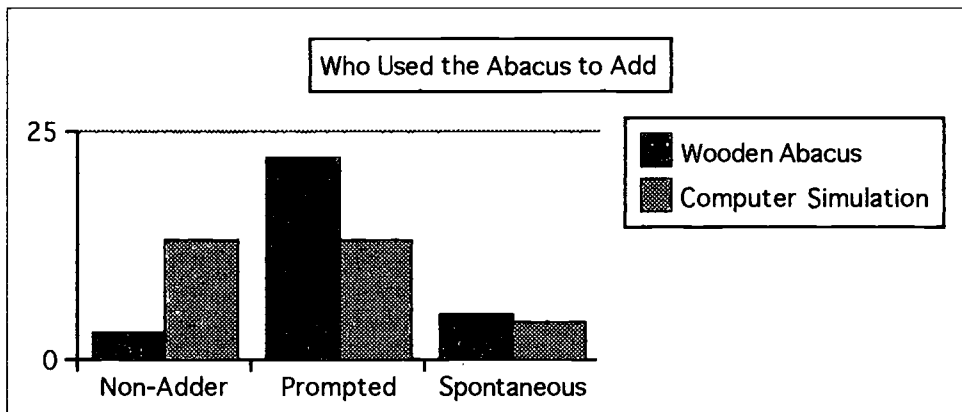 Who Used the Abacus to Add
25
Wooden Abacus
Computer Simulation
0
Non-Adder Prompted Spontaneous